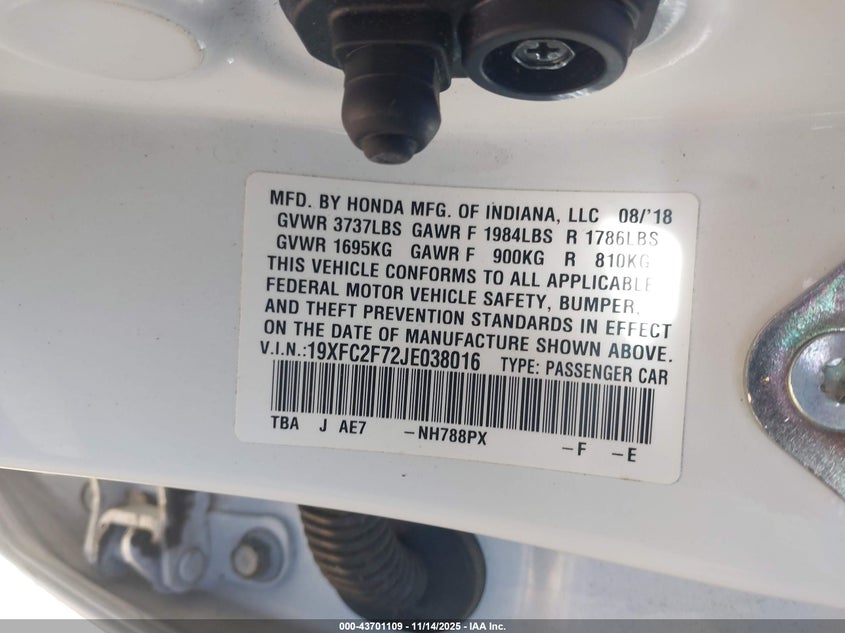 MFD. BY HONDA MFG. OF INDIANA, LLC 08/'18
GVWR 3737LBS GAWR F 1984LBS R 1786LBS
GVWR 1695KG GAWR F 900KG R 810KG
THIS VEHICLE CONFORMS TO ALL APPLICABLE
FEDERAL MOTOR VEHICLE SAFETY, BUMPER,
AND THEFT PREVENTION STANDARDS IN EFFECT
ON THE DATE OF MANUFACTURE SHOWN ABOVE.
V.I.N.:19XFC2F72JE038016 TYPE: PASSENGER CAR
TBA J AE7 -NH788PX -F -E
000-43701109 - 11/14/2025 - IAA Inc.